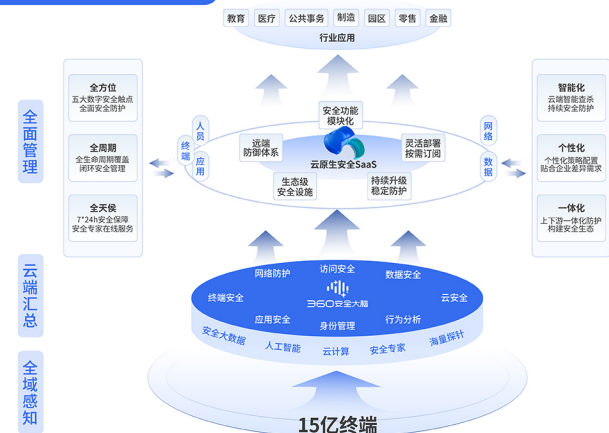 教育 医疗 公共事务 制造 园区 零售 金融
行业应用
全面管理
全方位
五大数字安全触点
全面安全防护
全周期
全生命周期覆盖
闭环安全管理
全天侯
7*24h安全保障
安全专家在线服务
人员
终端
应用
安全功能
模块化
远端
防御体系
灵活部署
按需订阅
云原生安全SaaS
生态级
安全设施
持续升级
稳定防护
网络
数据
智能化
云端智能查杀
持续安全防护
个性化
个性化策略配置
贴合企业差异需求
一体化
上下游一体化防护
构建安全生态
云端汇总
网络防护 访问安全 数据安全
终端安全 360安全大脑 云安全
应用安全 身份管理 行为分析
安全大数据 人工智能 云计算 安全专家 海量探针
全域感知
15亿终端